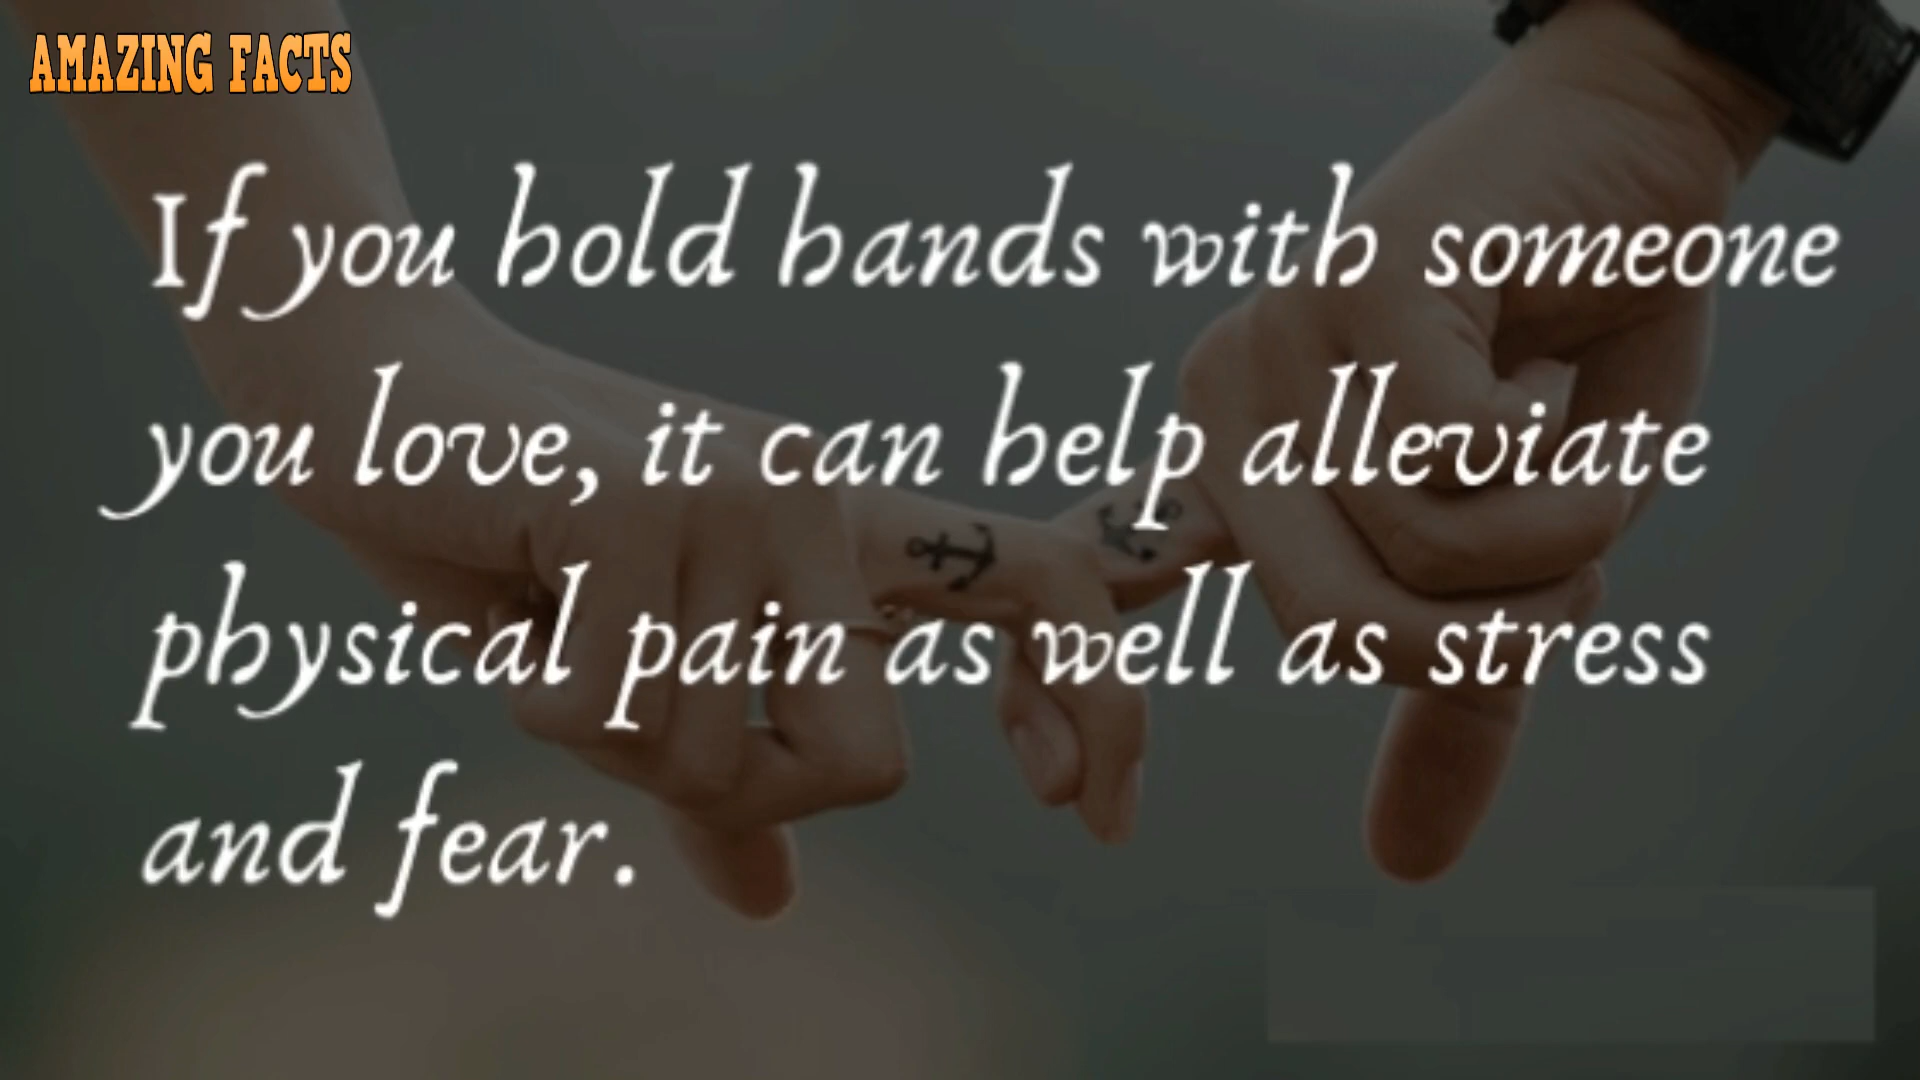 AMAZING FACTS
If you hold hands with someone
you love, it can help alleviate
physical pain as well as stress
and fear.